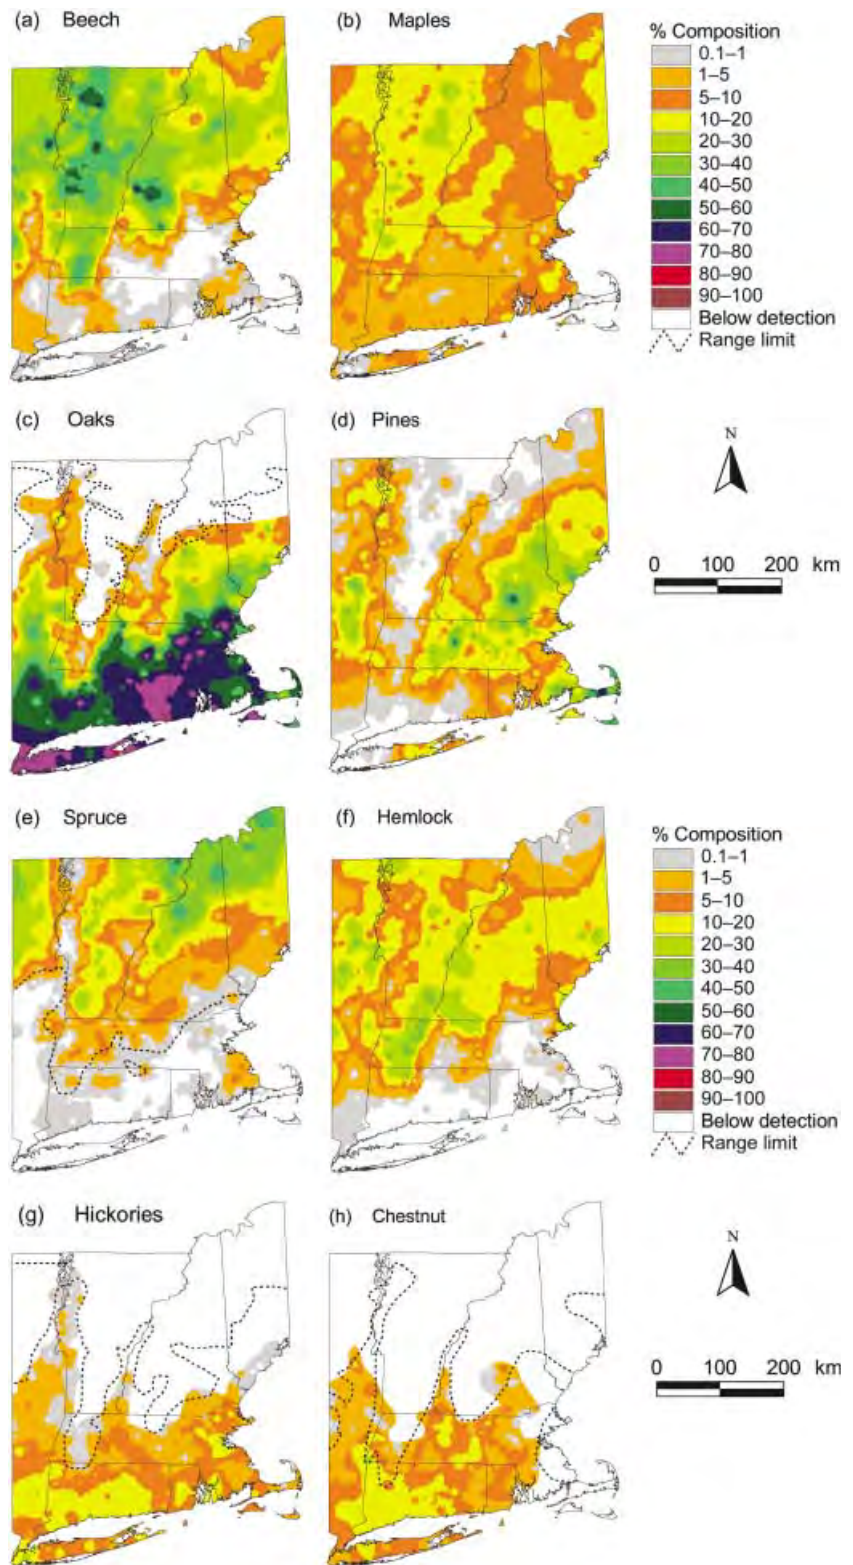 (a) Beech
(b) Maples
% Composition
0.1–1
1–5
5–10
10–20
20–30
30–40
40–50
50–60
60–70
70–80
80–90
90–100
Below detection
Range limit
(c) Oaks
(d) Pines
N
0 100 200 km
(e) Spruce
(f) Hemlock
% Composition
0.1–1
1–5
5–10
10–20
20–30
30–40
40–50
50–60
60–70
70–80
80–90
90–100
Below detection
Range limit
(g) Hickories
(h) Chestnut
N
0 100 200 km